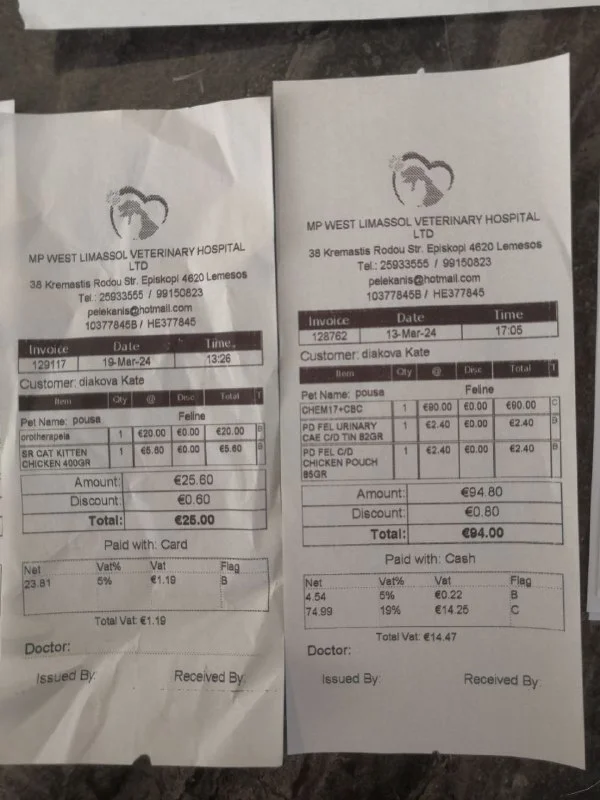 MP WEST LIMASSOL VETERINARY HOSPITAL
LTD
38 Kremastis Rodou Str. Episkopi 4620 Lemesos
Tel.: 25933555 / 99150823
pelekanis@hotmail.com
10377845B / HE377845
Invoice Date Time
129117 19-Mar-24 13:26
Customer: diakova Kate
Item Qty @ Disc Total T
Pet Name: pousa Feline
orotherapeia 1 €20.00 €0.00 €20.00 B
SR CAT KITTEN 1 €5.60 €0.00 €5.60 B
CHICKEN 400GR
Amount: €25.60
Discount: €0.60
Total: €25.00
Paid with: Card
Net Vat% Vat Flag
23.81 5% €1.19 B
Total Vat: €1.19
Doctor:
Issued By: Received By:
MP WEST LIMASSOL VETERINARY HOSPITAL
LTD
38 Kremastis Rodou Str. Episkopi 4620 Lemesos
Tel.: 25933555 / 99150823
pelekanis@hotmail.com
10377845B / HE377845
Invoice Date Time
128762 13-Mar-24 17:05
Customer: diakova Kate
Item Qty @ Disc Total T
Pet Name: pousa Feline
CHEM17+CBC 1 €90.00 €0.00 €90.00 C
PD FEL URINARY 1 €2.40 €0.00 €2.40 B
CAE C/D TIN 82GR
PD FEL C/D 1 €2.40 €0.00 €2.40 B
CHICKEN POUCH
85GR
Amount: €94.80
Discount: €0.80
Total: €94.00
Paid with: Cash
Net Vat% Vat Flag
4.54 5% €0.22 B
74.99 19% €14.25 C
Total Vat: €14.47
Doctor:
Issued By: Received By: